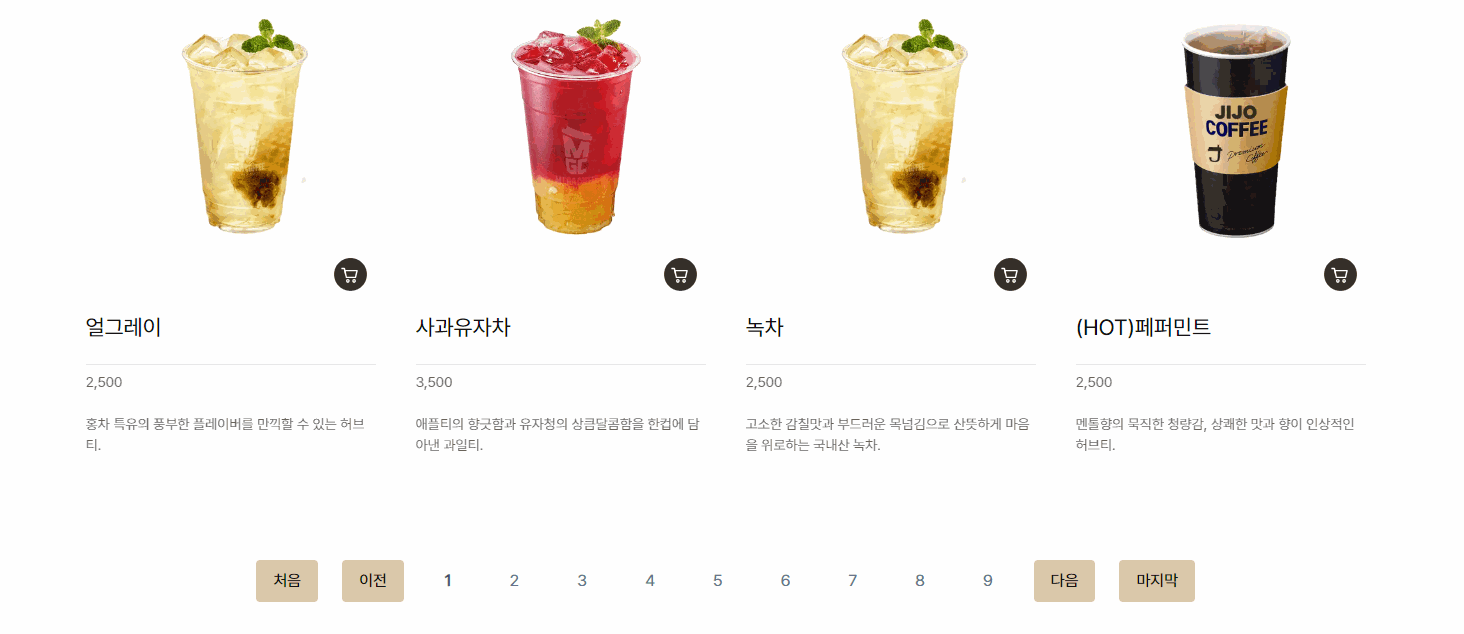 MGC
JIJO
COFFEE
Premium
Coffee
얼그레이
사과유자차
녹차
(HOT)페퍼민트
2,500
3,500
2,500
2,500
홍차 특유의 풍부한 플레이버를 만끽할 수 있는 허브
티.
애플티의 향긋함과 유자청의 상큼달콤함을 한컵에 담
아낸 과일티.
고소한 감칠맛과 부드러운 목넘김으로 산뜻하게 마음
을 위로하는 국내산 녹차.
멘톨향의 묵직한 청량감, 상쾌한 맛과 향이 인상적인
허브티.
처음 이전 1 2 3 4 5 6 7 8 9 다음 마지막